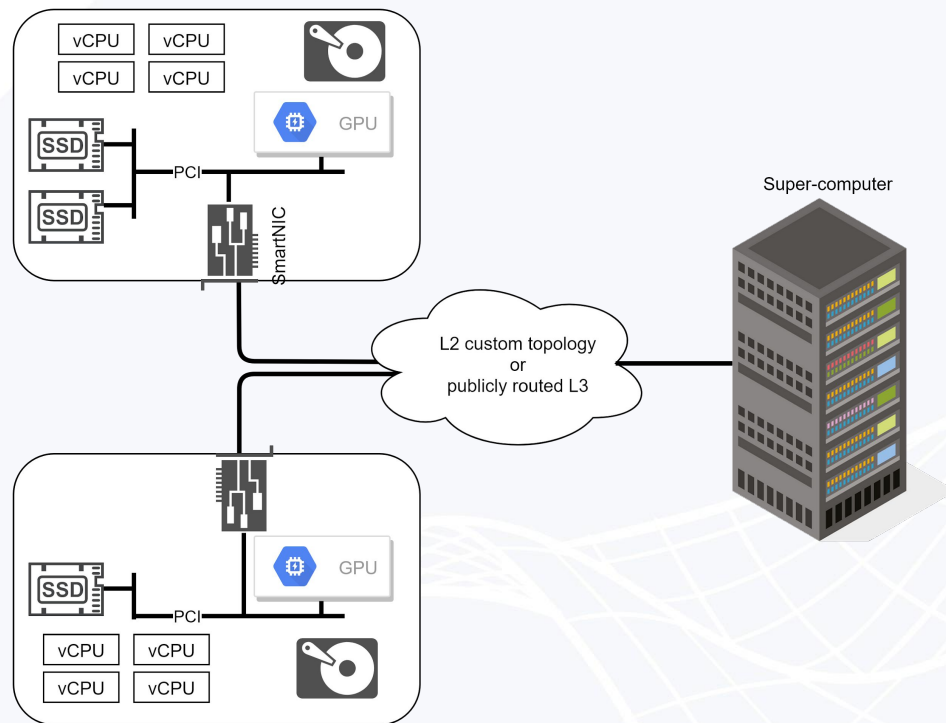 vCPU vCPU
vCPU vCPU
GPU
SSD
PCI
SSD
SmartNIC
Super-computer
L2 custom topology
or
publicly routed L3
GPU
SSD
PCI
vCPU vCPU
vCPU vCPU